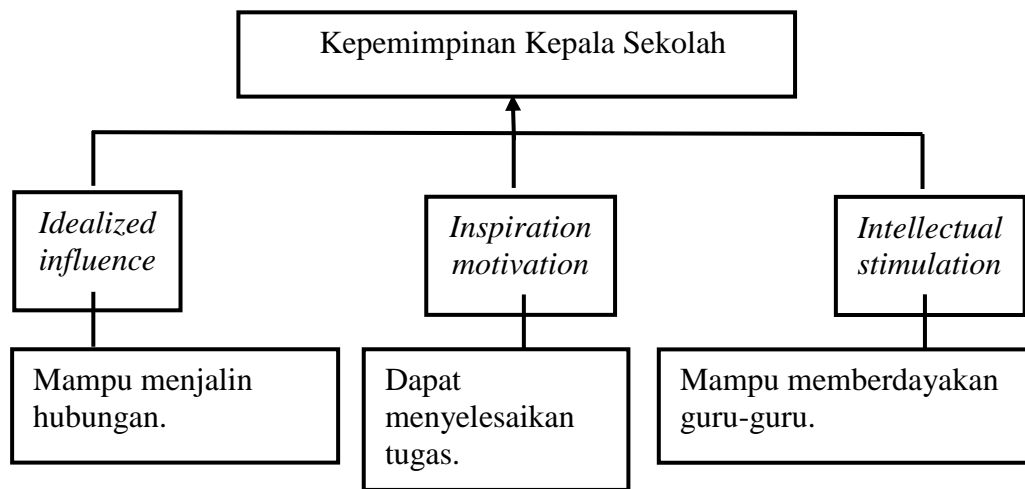 Kepemimpinan Kepala Sekolah
Idealized
influence
Inspiration
motivation
Intellectual
stimulation
Mampu menjalin
hubungan.
Dapat
menyelesaikan
tugas.
Mampu memberdayakan
guru-guru.